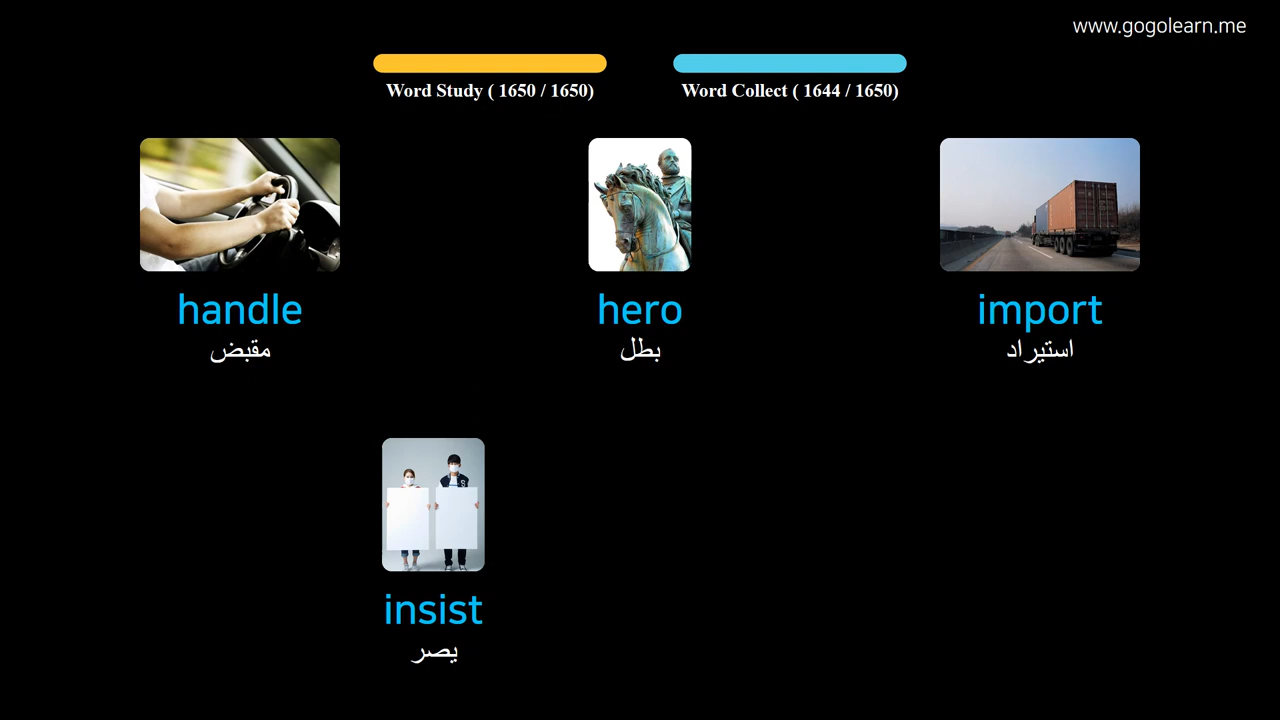 www.gogolearn.me
Word Study ( 1650 / 1650)
Word Collect ( 1644 / 1650)
handle
مقبض
hero
بطل
import
استيراد
insist
يصر